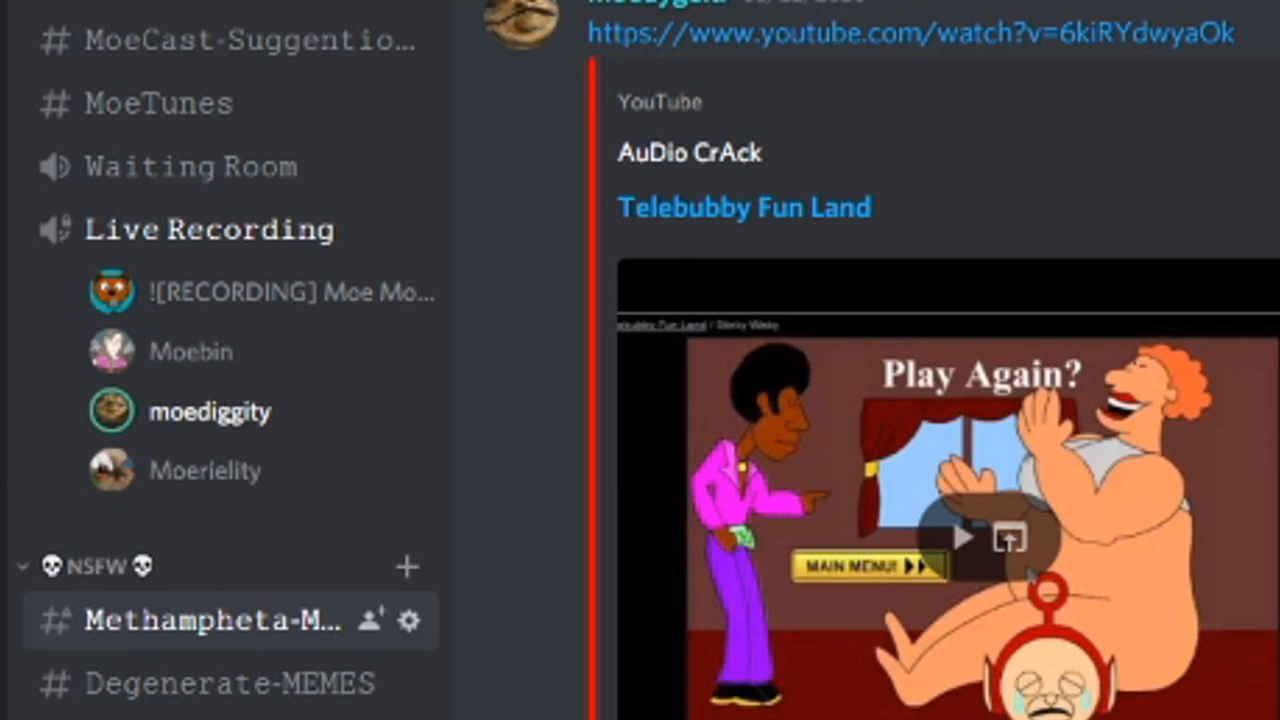 MoeCast-Suggentio...
MoeTunes
Waiting Room
Live Recording
![RECORDING] Moe Mo...
Moebin
moediggity
Moerielity
NSFW
Methampheta-M...
Degenerate-MEMES
https://www.youtube.com/watch?v=6kiRYdwyaOk
YouTube
AuDio CrAck
Telebubby Fun Land
Play Again?
MAIN MENU!